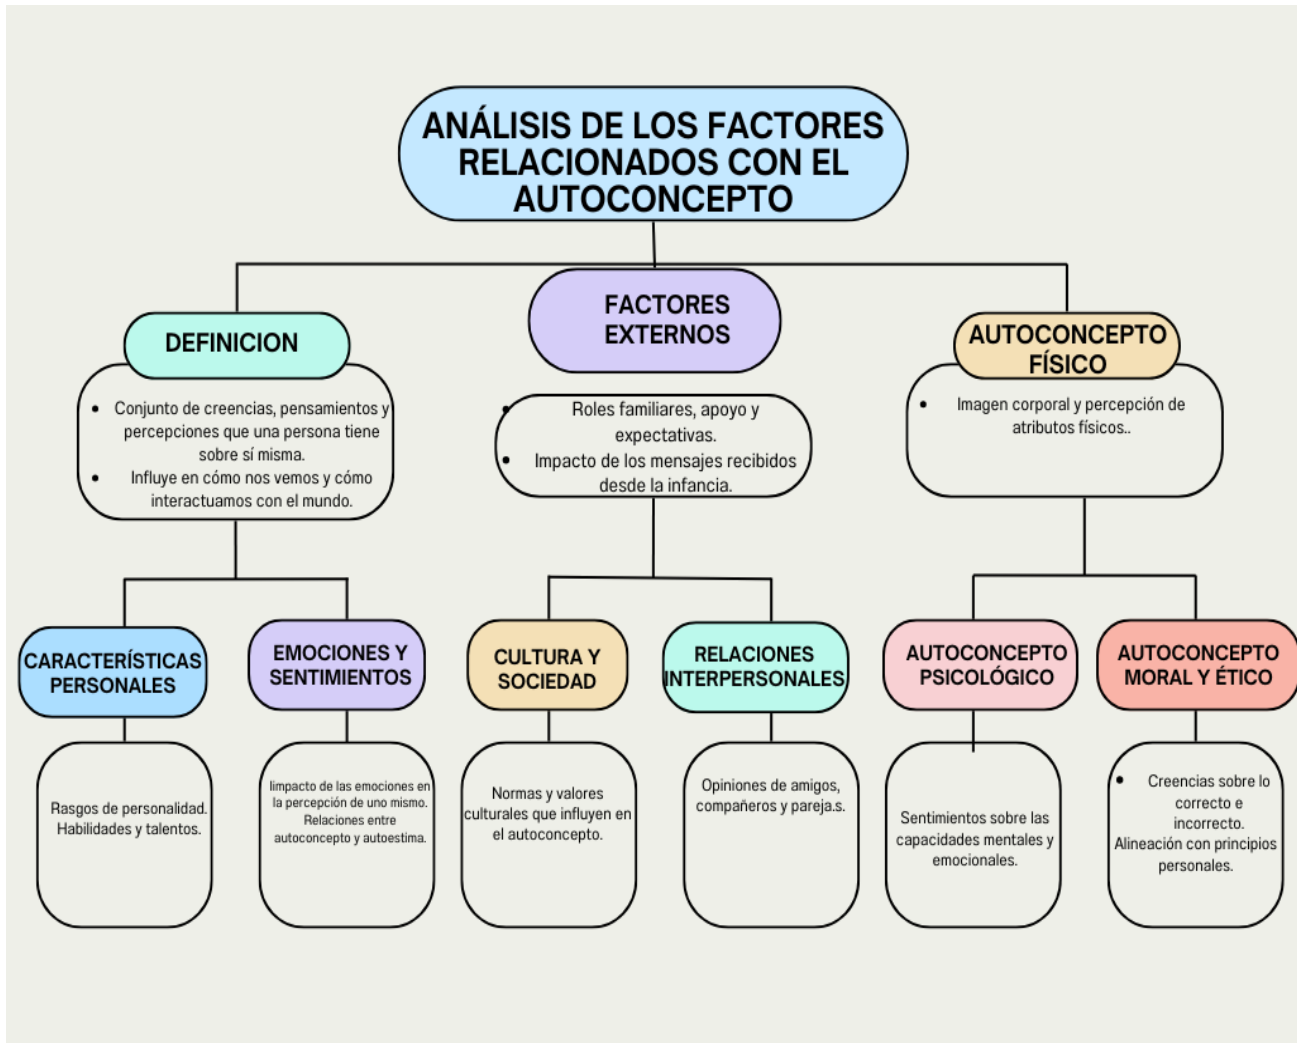 ANÁLISIS DE LOS FACTORES
RELACIONADOS CON EL
AUTOCONCEPTO
DEFINICION
• Conjunto de creencias, pensamientos y
percepciones que una persona tiene
sobre sí misma.
• Influye en cómo nos vemos y cómo
interactuamos con el mundo.
FACTORES
EXTERNOS
• Roles familiares, apoyo y
expectativas.
• Impacto de los mensajes recibidos
desde la infancia.
AUTOCONCEPTO
FÍSICO
• Imagen corporal y percepción de
atributos físicos..
CARACTERÍSTICAS
PERSONALES
Rasgos de personalidad.
Habilidades y talentos.
EMOCIONES Y
SENTIMIENTOS
Iimpacto de las emociones en
la percepción de uno mismo.
Relaciones entre
autoconcepto y autoestima.
CULTURA Y
SOCIEDAD
Normas y valores
culturales que influyen en
el autoconcepto.
RELACIONES
INTERPERSONALES
Opiniones de amigos,
compañeros y pareja.s.
AUTOCONCEPTO
PSICOLÓGICO
Sentimientos sobre las
capacidades mentales y
emocionales.
AUTOCONCEPTO
MORAL Y ÉTICO
• Creencias sobre lo
correcto e
incorrecto.
Alineación con principios
personales.